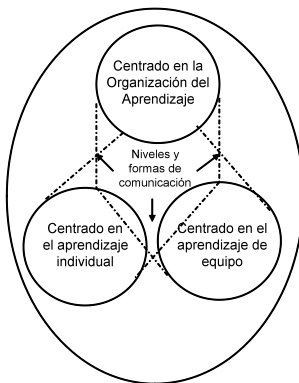 Centrado en la
Organización del
Aprendizaje
Niveles y
formas de
comunicación
Centrado en
el aprendizaje
individual
Centrado en el
aprendizaje de
equipo